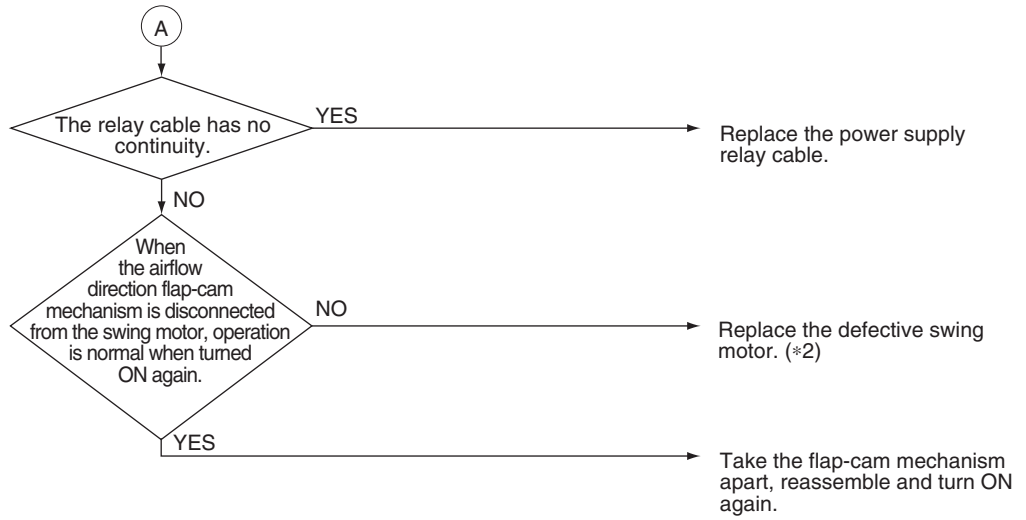 A
The relay cable has no
continuity.
YES
Replace the power supply
relay cable.
NO
When
the airflow
direction flap-cam
mechanism is disconnected
from the swing motor, operation
is normal when turned
ON again.
NO
Replace the defective swing
motor. (*2)
YES
Take the flap-cam mechanism
apart, reassemble and turn ON
again.